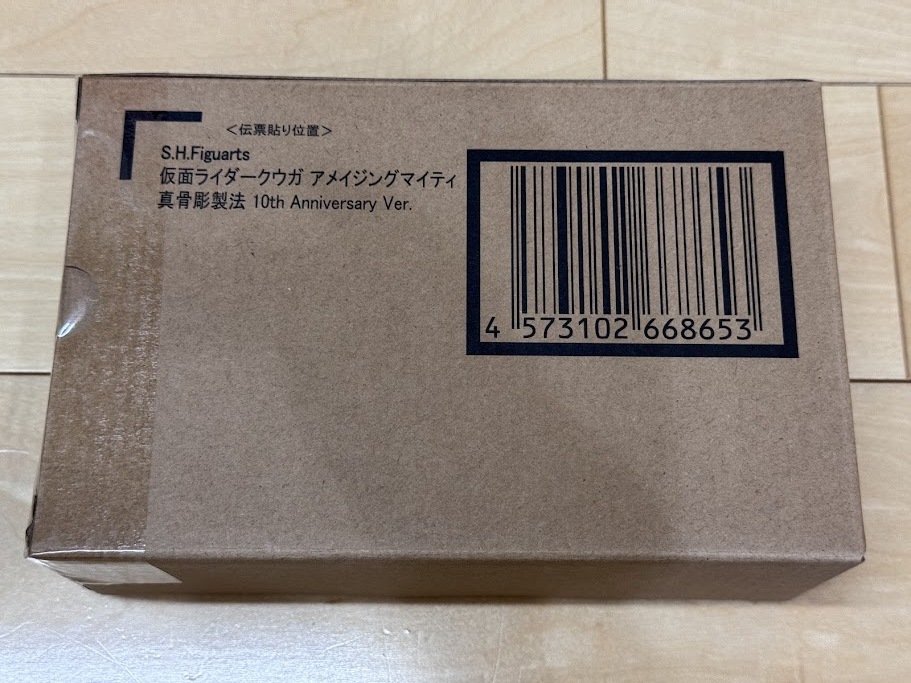 <伝票貼り位置>
S.H.Figuarts
仮面ライダークウガ アメイジングマイティ
真骨彫製法 10th Anniversary Ver.
4 573102 668653